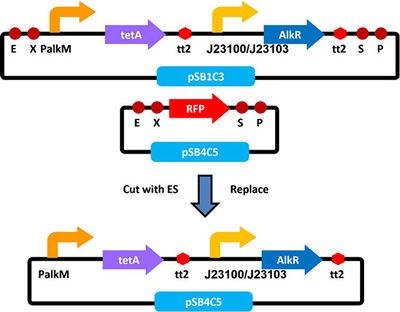 tetA AlkR
E X PalkM tt2 J23100/J23103 tt2 S P
pSB1C3
RFP
E X S P
pSB4C5
Cut with ES Replace
tetA AlkR
PalkM tt2 J23100/J23103 tt2
pSB4C5